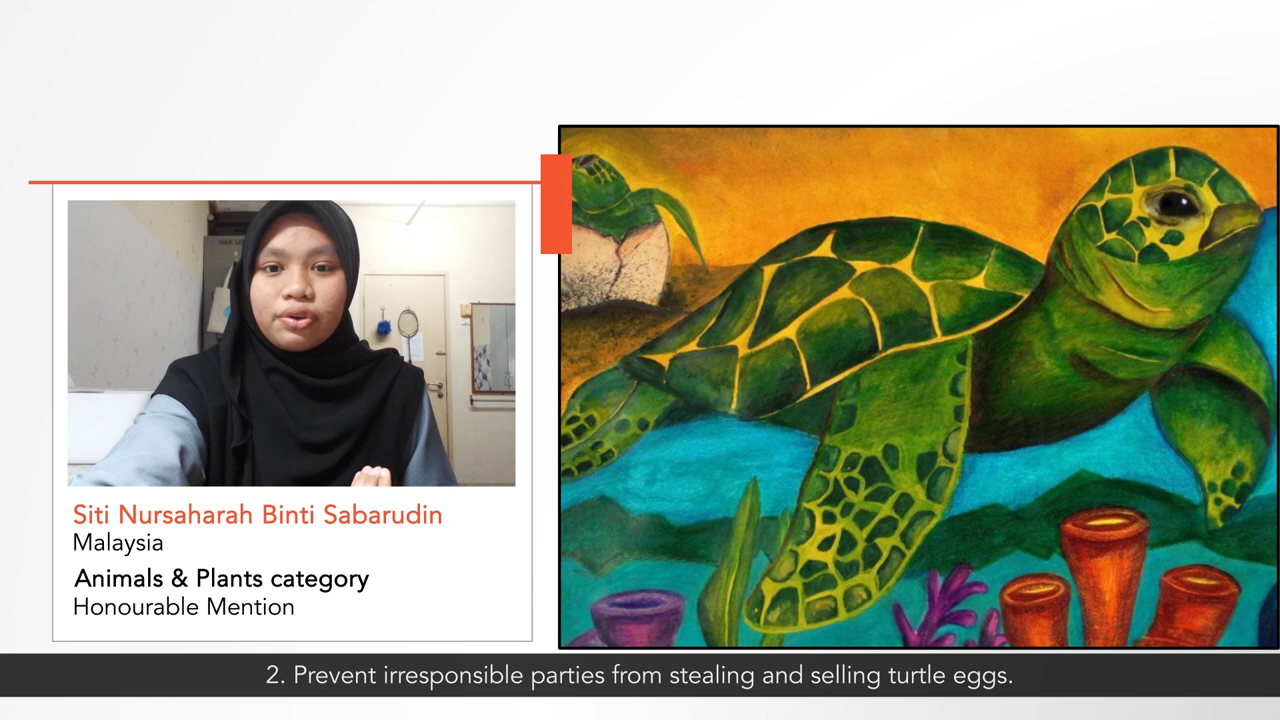 Siti Nursaharah Binti Sabarudin
Malaysia
Animals & Plants category
Honourable Mention
2. Prevent irresponsible parties from stealing and selling turtle eggs.